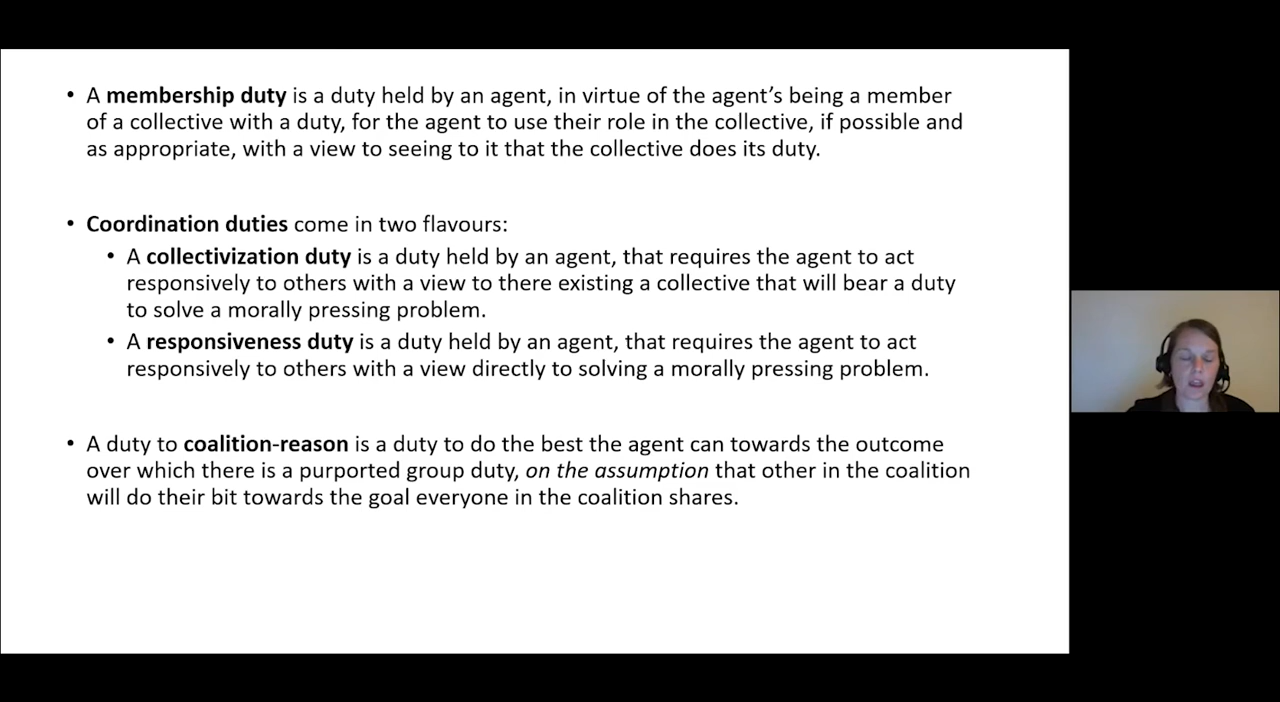 • A membership duty is a duty held by an agent, in virtue of the agent's being a member
of a collective with a duty, for the agent to use their role in the collective, if possible and
as appropriate, with a view to seeing to it that the collective does its duty.
• Coordination duties come in two flavours:
• A collectivization duty is a duty held by an agent, that requires the agent to act
responsively to others with a view to there existing a collective that will bear a duty
to solve a morally pressing problem.
• A responsiveness duty is a duty held by an agent, that requires the agent to act
responsively to others with a view directly to solving a morally pressing problem.
• A duty to coalition-reason is a duty to do the best the agent can towards the outcome
over which there is a purported group duty, on the assumption that other in the coalition
will do their bit towards the goal everyone in the coalition shares.